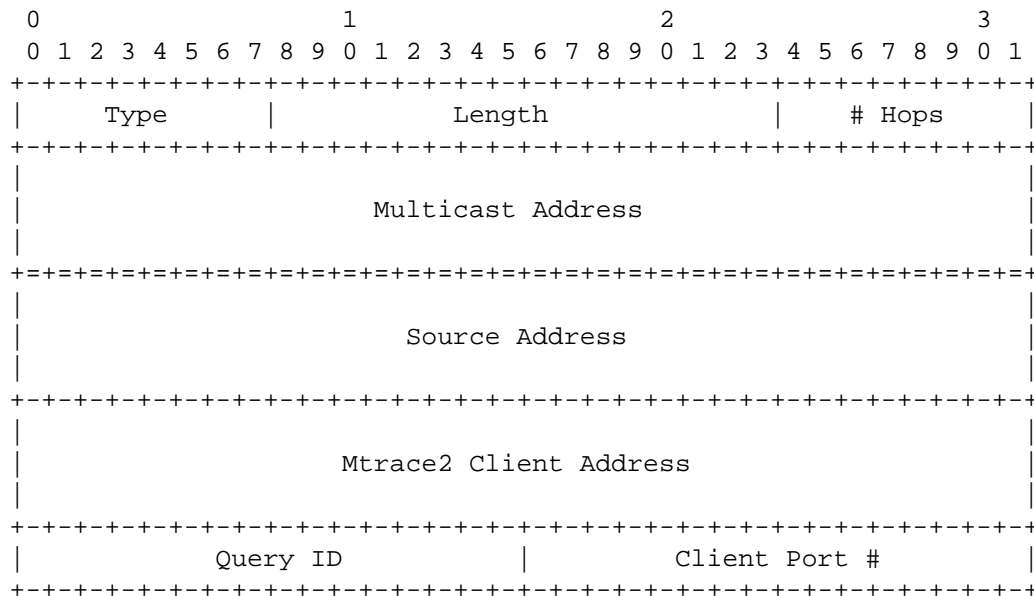 0                   1                   2                   3
 0 1 2 3 4 5 6 7 8 9 0 1 2 3 4 5 6 7 8 9 0 1 2 3 4 5 6 7 8 9 0 1
+-+-+-+-+-+-+-+-+-+-+-+-+-+-+-+-+-+-+-+-+-+-+-+-+-+-+-+-+-+-+-+-+
|     Type      |           Length              |    # Hops     |
+-+-+-+-+-+-+-+-+-+-+-+-+-+-+-+-+-+-+-+-+-+-+-+-+-+-+-+-+-+-+-+-+
|                                                               |
|                      Multicast Address                        |
|                                                               |
+=+=+=+=+=+=+=+=+=+=+=+=+=+=+=+=+=+=+=+=+=+=+=+=+=+=+=+=+=+=+=+=+
|                                                               |
|                        Source Address                         |
|                                                               |
+-+-+-+-+-+-+-+-+-+-+-+-+-+-+-+-+-+-+-+-+-+-+-+-+-+-+-+-+-+-+-+-+
|                                                               |
|                    Mtrace2 Client Address                     |
|                                                               |
+-+-+-+-+-+-+-+-+-+-+-+-+-+-+-+-+-+-+-+-+-+-+-+-+-+-+-+-+-+-+-+-+
|            Query ID           |         Client Port #         |
+-+-+-+-+-+-+-+-+-+-+-+-+-+-+-+-+-+-+-+-+-+-+-+-+-+-+-+-+-+-+-+-+